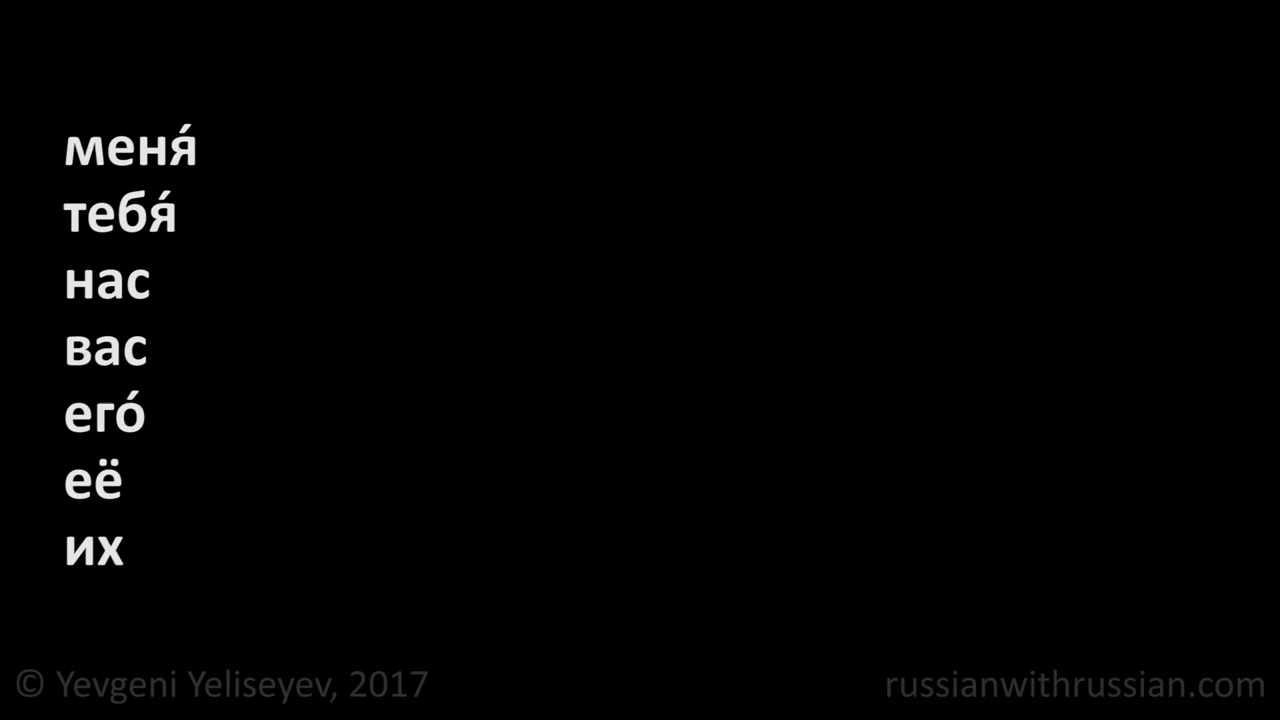 меня́
тебя́
нас
вас
его́
её
их
© Yevgeni Yeliseyev, 2017
russianwithrussian.com